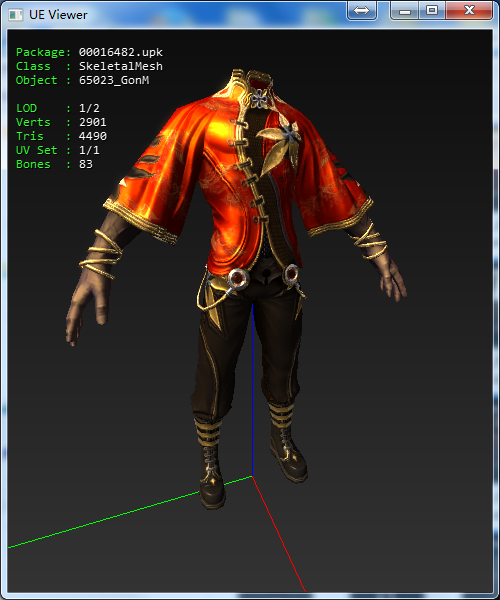 UE Viewer
Package: 00016482.upk
Class : SkeletalMesh
Object : 65023_GonM
LOD : 1/2
Verts : 2901
Tris : 4490
UV Set : 1/1
Bones : 83